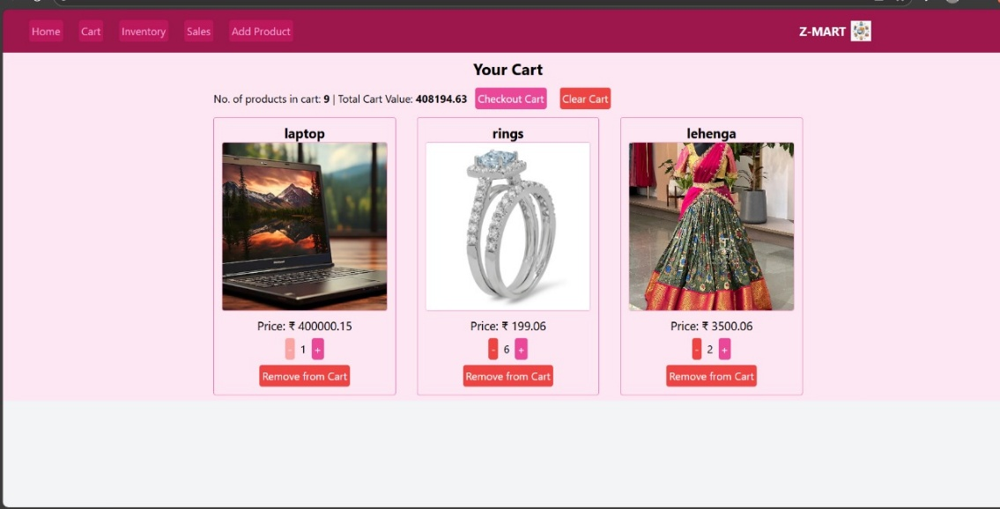 Home Cart Inventory Sales Add Product Z-MART
Your Cart
No. of products in cart: 9 | Total Cart Value: 408194.63 Checkout Cart Clear Cart
laptop rings lehenga
Price: ₹ 400000.15 Price: ₹ 199.06 Price: ₹ 3500.06
- 1 + - 6 + - 2 +
Remove from Cart Remove from Cart Remove from Cart